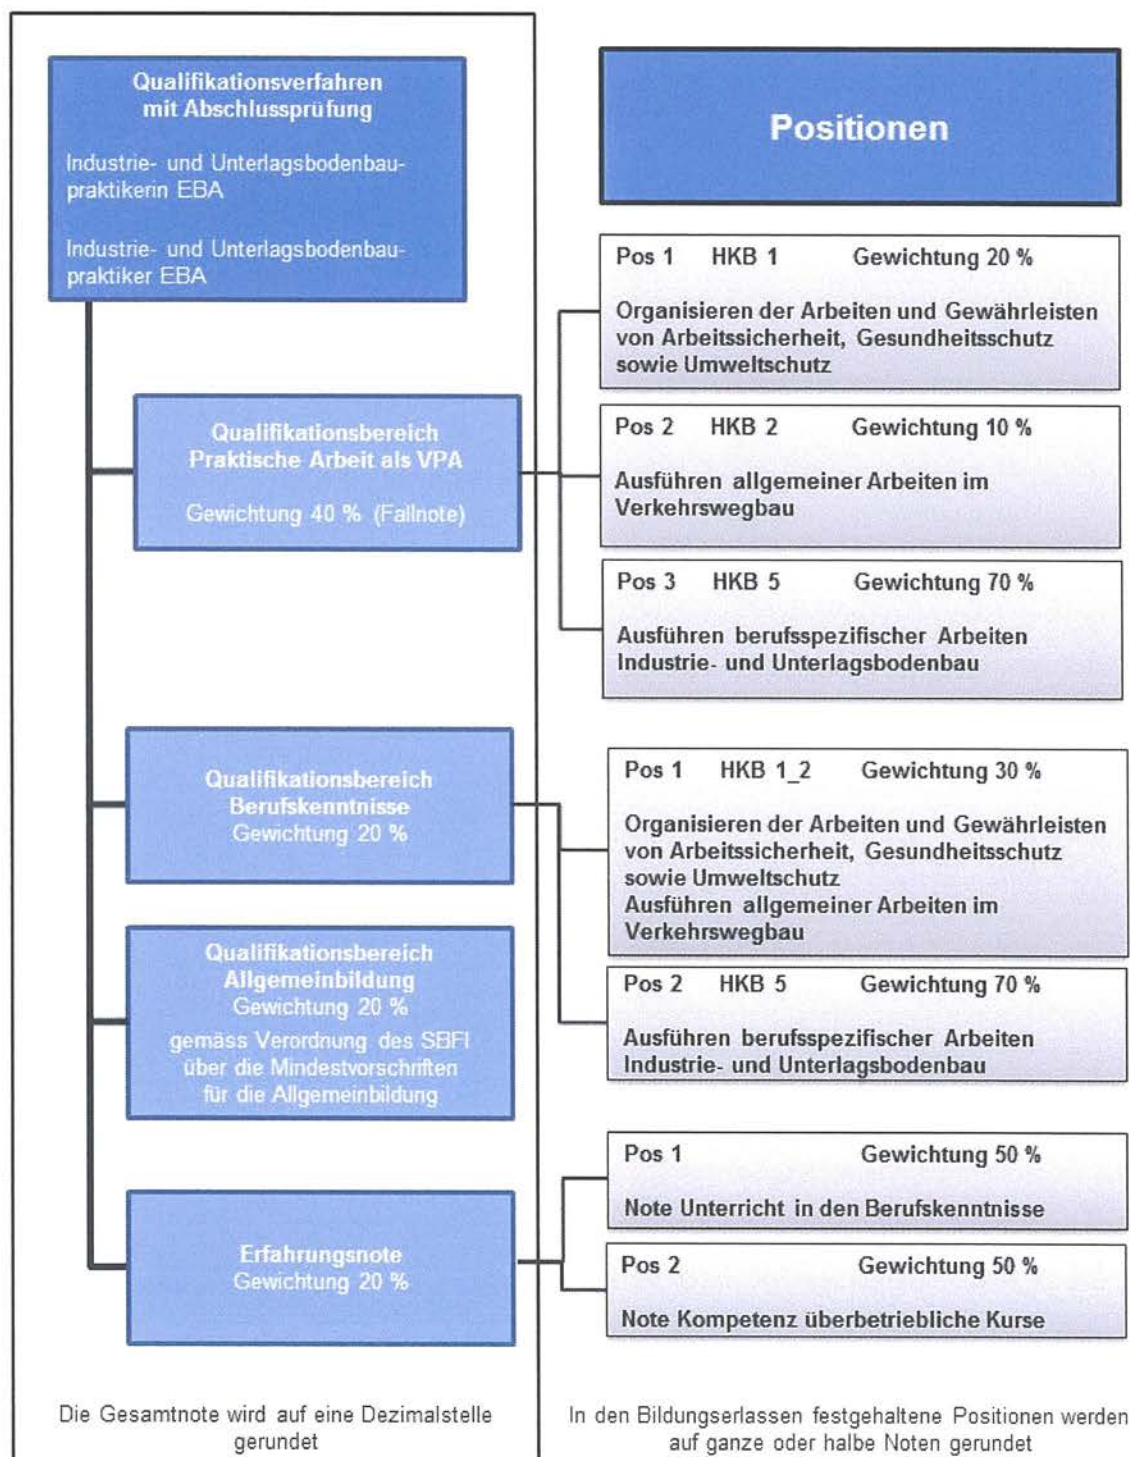 Qualifikationsverfahren
mit Abschlussprüfung
Industrie- und Unterlagsbodenbau-
praktikerin EBA
Industrie- und Unterlagsbodenbau-
praktiker EBA
Positionen
Pos 1 HKB 1 Gewichtung 20 %
Organisieren der Arbeiten und Gewährleisten
von Arbeitssicherheit, Gesundheitsschutz
sowie Umweltschutz
Qualifikationsbereich
Praktische Arbeit als VPA
Gewichtung 40 % (Fallnote)
Pos 2 HKB 2 Gewichtung 10 %
Ausführen allgemeiner Arbeiten im
Verkehrswegbau
Pos 3 HKB 5 Gewichtung 70 %
Ausführen berufsspezifischer Arbeiten
Industrie- und Unterlagsbodenbau
Qualifikationsbereich
Berufskenntnisse
Gewichtung 20 %
Pos 1 HKB 1_2 Gewichtung 30 %
Organisieren der Arbeiten und Gewährleisten
von Arbeitssicherheit, Gesundheitsschutz
sowie Umweltschutz
Ausführen allgemeiner Arbeiten im
Verkehrswegbau
Qualifikationsbereich
Allgemeinbildung
Gewichtung 20 %
gemäss Verordnung des SBFI
über die Mindestvorschriften
für die Allgemeinbildung
Pos 2 HKB 5 Gewichtung 70 %
Ausführen berufsspezifischer Arbeiten
Industrie- und Unterlagsbodenbau
Erfahrungsnote
Gewichtung 20 %
Pos 1 Gewichtung 50 %
Note Unterricht in den Berufskenntnisse
Pos 2 Gewichtung 50 %
Note Kompetenz überbetriebliche Kurse
Die Gesamtnote wird auf eine Dezimalstelle
gerundet
In den Bildungserlassen festgehaltene Positionen werden
auf ganze oder halbe Noten gerundet